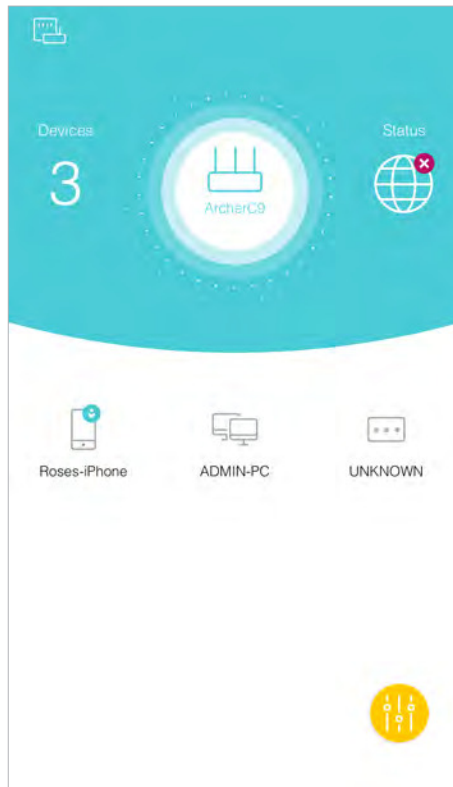 Devices
Status
3
ArcherC9
Roses-iPhone
ADMIN-PC
UNKNOWN